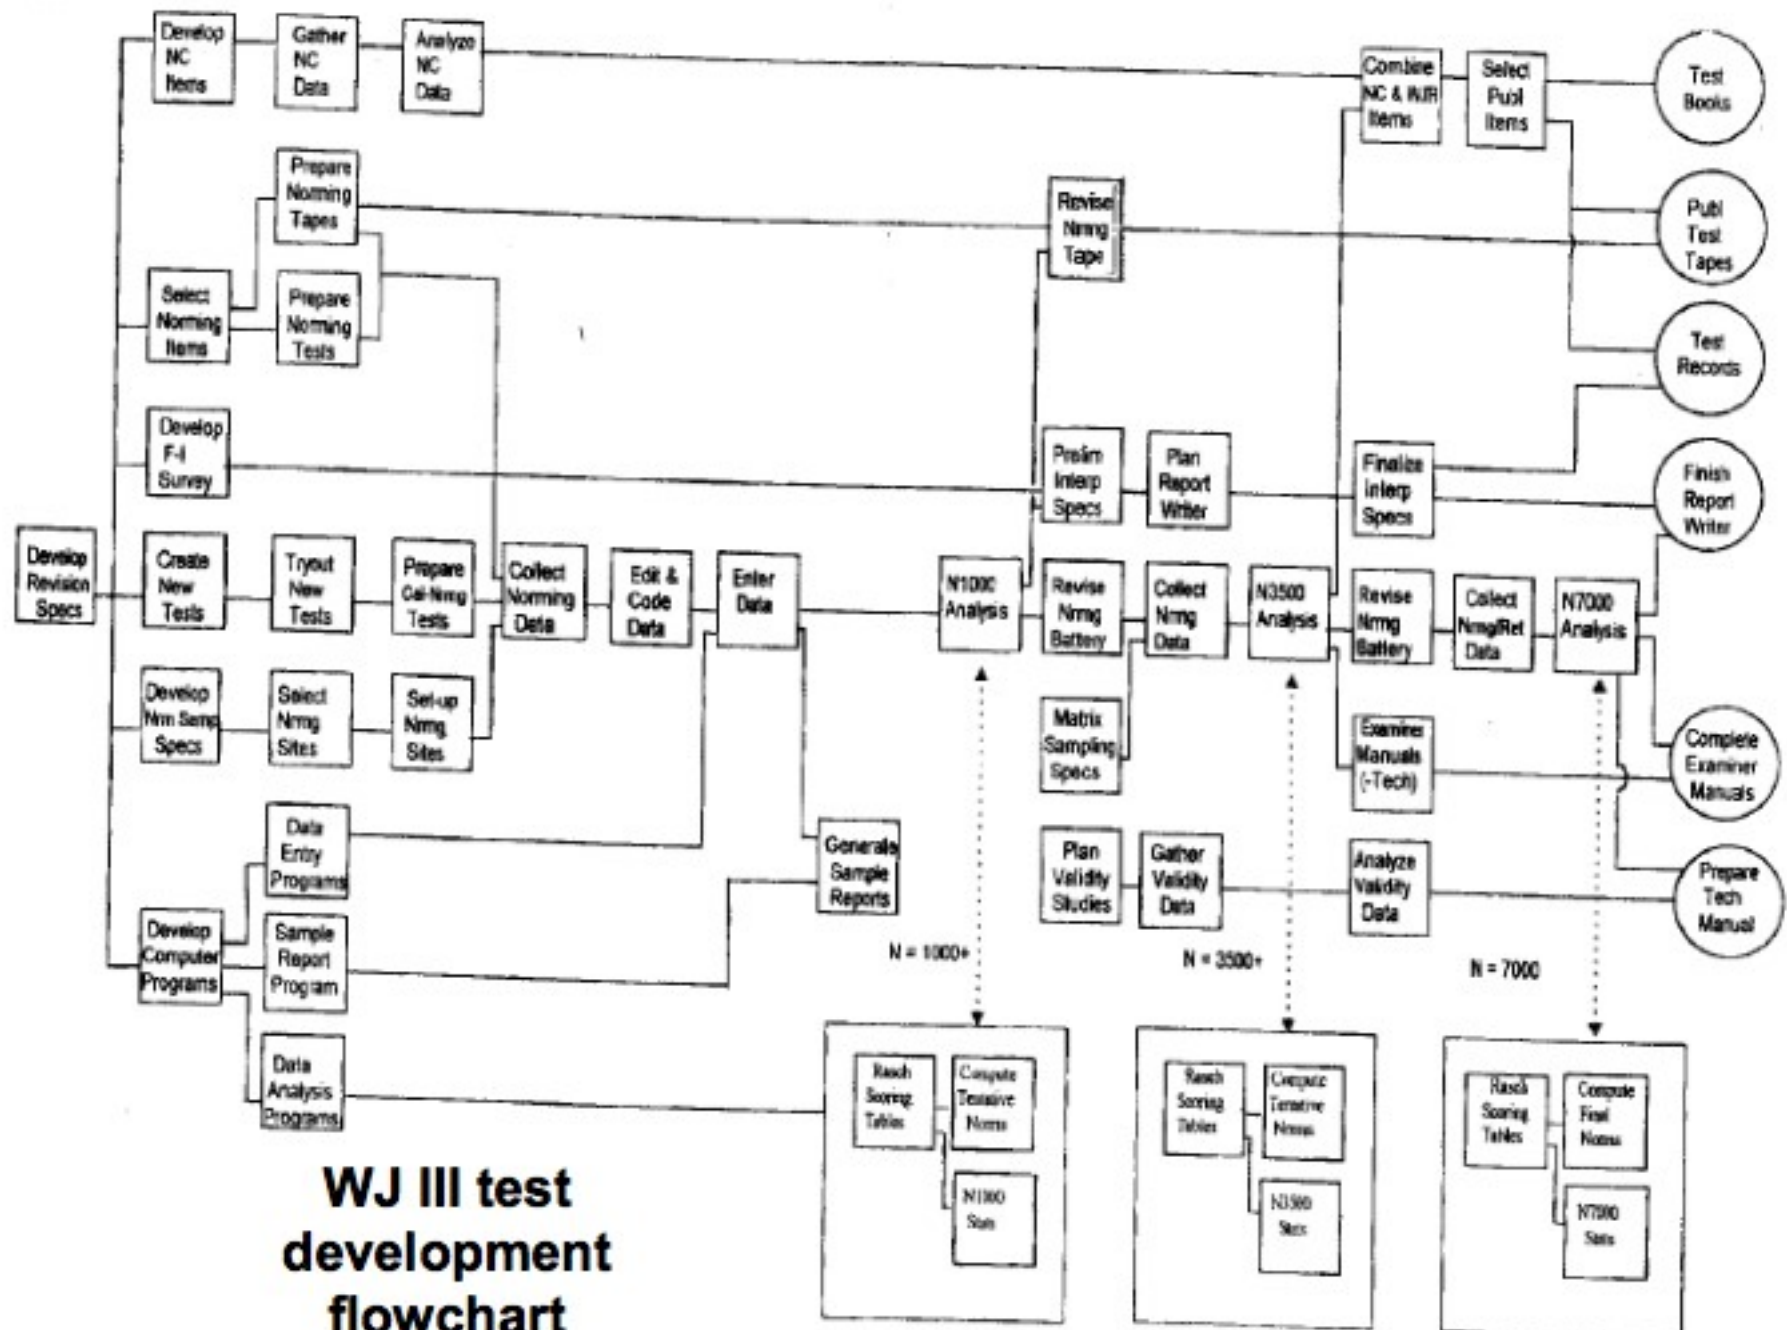 Develop
NC
Items
Gather
NC
Data
Analyze
NC
Data
Combine
NC & WJR
Items
Select
Publ
Items
Test
Books
Prepare
Norming
Tapes
Revise
Nrmg
Tape
Publ
Test
Tapes
Select
Norming
Items
Prepare
Norming
Tests
Test
Records
Develop
F-I
Survey
Prelim
Interp
Specs
Plan
Report
Writer
Finalize
Interp
Specs
Finish
Report
Writer
Develop
Revision
Specs
Create
New
Tests
Tryout
New
Tests
Prepare
Cal-Nrmg
Tests
Collect
Norming
Data
Edit &
Code
Data
Enter
Data
N1000
Analysis
Revise
Nrmg
Battery
Collect
Nrmg
Data
N3500
Analysis
Revise
Nrmg
Battery
Collect
Nrmg/Ret
Data
N7000
Analysis
Develop
Nrm Samp
Specs
Select
Nrmg
Sites
Set-up
Nrmg
Sites
Matrix
Sampling
Specs
Examiner
Manuals
(-Tech)
Complete
Examiner
Manuals
Data
Entry
Programs
Generate
Sample
Reports
Plan
Validity
Studies
Gather
Validity
Data
Analyze
Validity
Data
Prepare
Tech
Manual
Develop
Computer
Programs
Sample
Report
Program
N = 1000+
N = 3500+
N = 7000
Data
Analysis
Programs
Rasch
Scoring
Tables
Compute
Tentative
Norms
N1000
Stats
Rasch
Scoring
Tables
Compute
Tentative
Norms
N3500
Stats
Rasch
Scoring
Tables
Compute
Final
Norms
N7000
Stats
WJ III test
development
flowchart